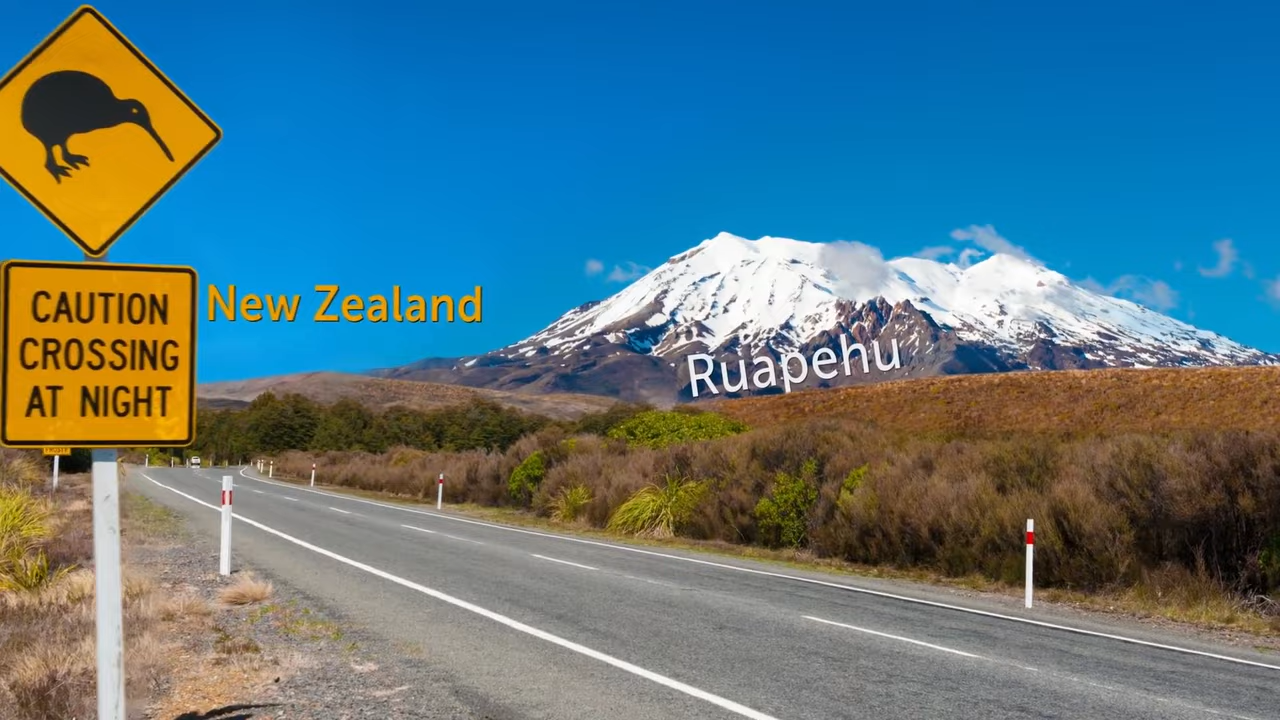 CAUTION
CROSSING
AT NIGHT
New Zealand
Ruapehu